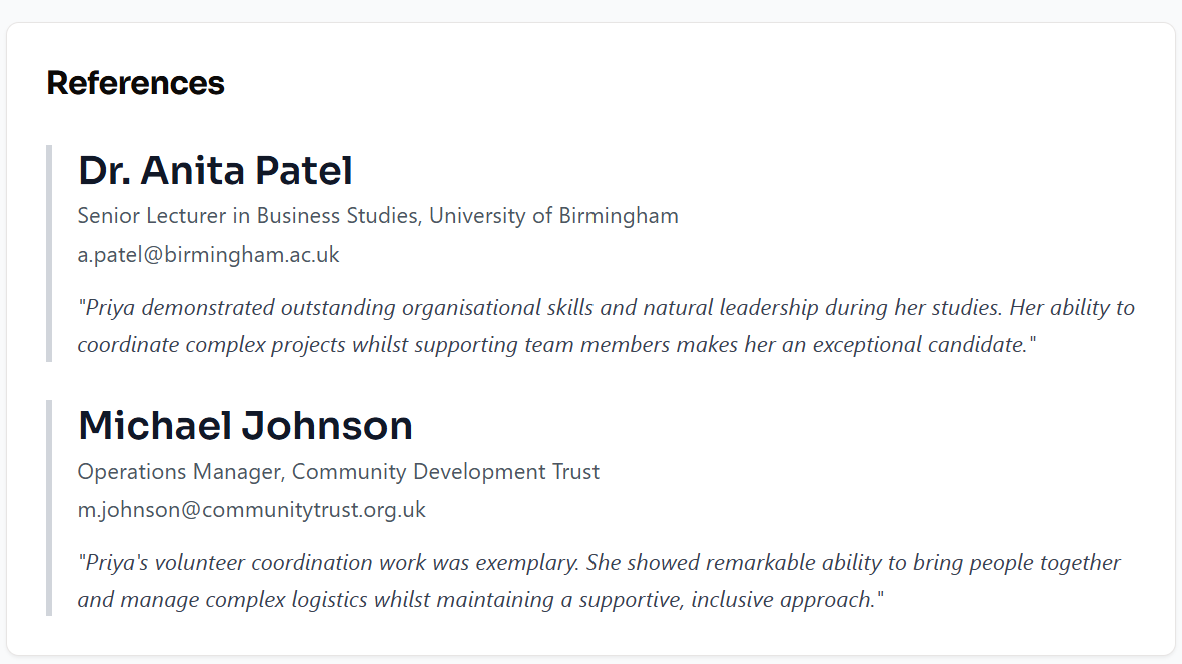 References
Dr. Anita Patel
Senior Lecturer in Business Studies, University of Birmingham
a.patel@birmingham.ac.uk
"Priya demonstrated outstanding organisational skills and natural leadership during her studies. Her ability to
coordinate complex projects whilst supporting team members makes her an exceptional candidate."
Michael Johnson
Operations Manager, Community Development Trust
m.johnson@communitytrust.org.uk
"Priya's volunteer coordination work was exemplary. She showed remarkable ability to bring people together
and manage complex logistics whilst maintaining a supportive, inclusive approach."